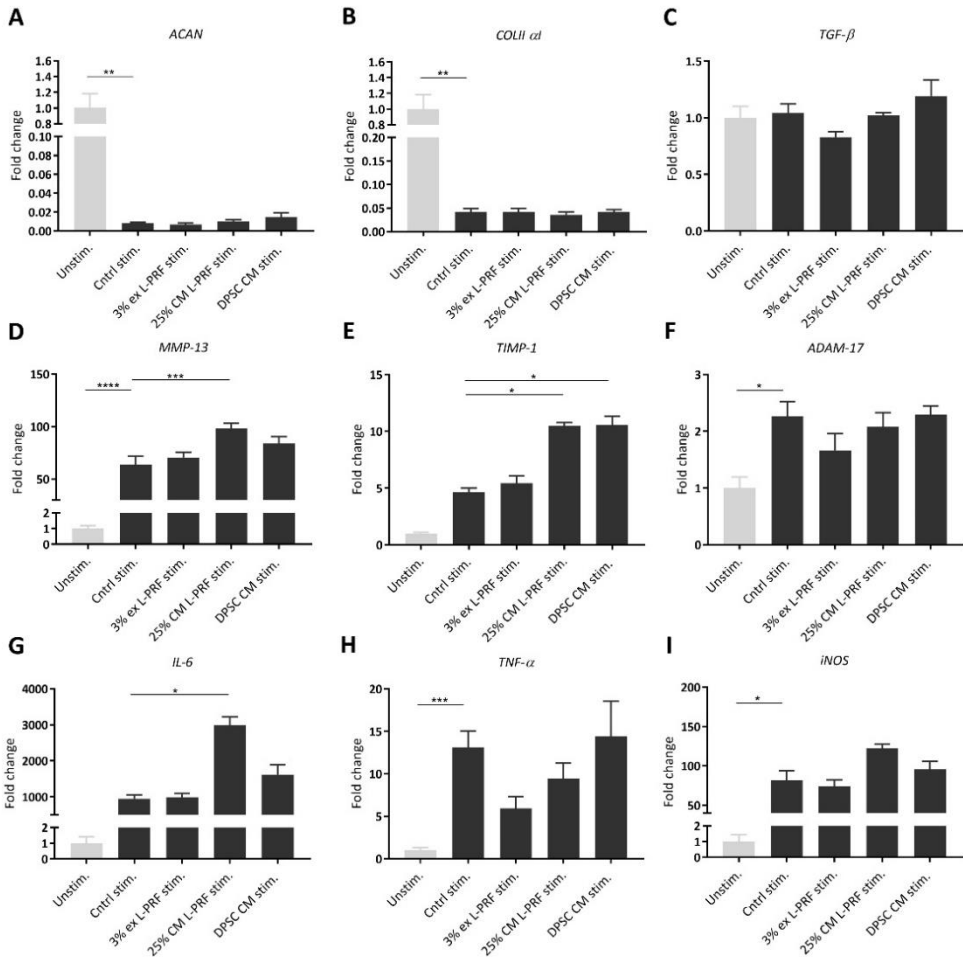 A
ACAN
Fold change
1.6
1.4
1.2
1.0
0.8
0.10
0.08
0.06
0.04
0.02
0.00
**
Unstim.
Cntrl stim.
3% ex L-PRF stim.
25% CM L-PRF stim.
DPSC CM stim.
B
COLII αI
Fold change
1.6
1.4
1.2
1.0
0.8
0.20
0.15
0.10
0.05
0.00
**
Unstim.
Cntrl stim.
3% ex L-PRF stim.
25% CM L-PRF stim.
DPSC CM stim.
C
TGF-β
Fold change
1.5
1.0
0.5
0.0
Unstim.
Cntrl stim.
3% ex L-PRF stim.
25% CM L-PRF stim.
DPSC CM stim.
D
MMP-13
Fold change
150
100
50
2
1
0
****
***
Unstim.
Cntrl stim.
3% ex L-PRF stim.
25% CM L-PRF stim.
DPSC CM stim.
E
TIMP-1
Fold change
15
10
5
0
*
*
Unstim.
Cntrl stim.
3% ex L-PRF stim.
25% CM L-PRF stim.
DPSC CM stim.
F
ADAM-17
Fold change
3
2
1
0
*
Unstim.
Cntrl stim.
3% ex L-PRF stim.
25% CM L-PRF stim.
DPSC CM stim.
G
IL-6
Fold change
4000
3000
2000
1000
2
1
0
*
Unstim.
Cntrl stim.
3% ex L-PRF stim.
25% CM L-PRF stim.
DPSC CM stim.
H
TNF-α
Fold change
20
15
10
5
0
***
Unstim.
Cntrl stim.
3% ex L-PRF stim.
25% CM L-PRF stim.
DPSC CM stim.
I
iNOS
Fold change
200
150
100
50
2
1
0
*
Unstim.
Cntrl stim.
3% ex L-PRF stim.
25% CM L-PRF stim.
DPSC CM stim.